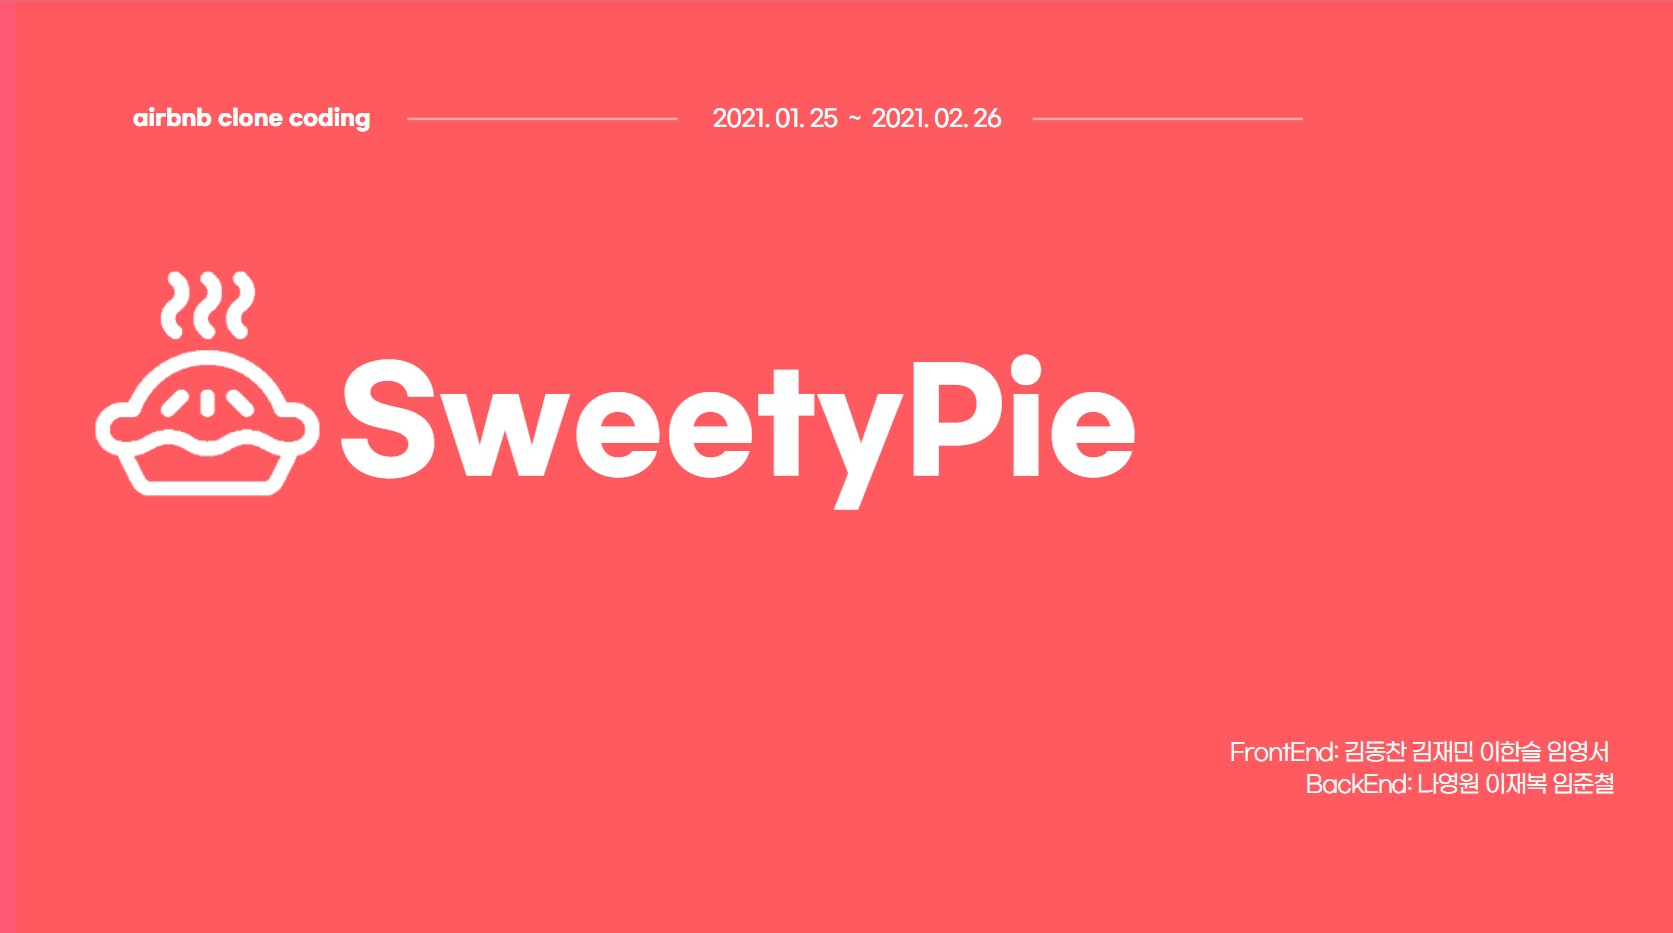 airbnb clone coding
2021. 01. 25 ~ 2021. 02. 26
SweetyPie
FrontEnd: 김동찬 김재민 이한슬 임영서
BackEnd: 나영원 이재복 임준철